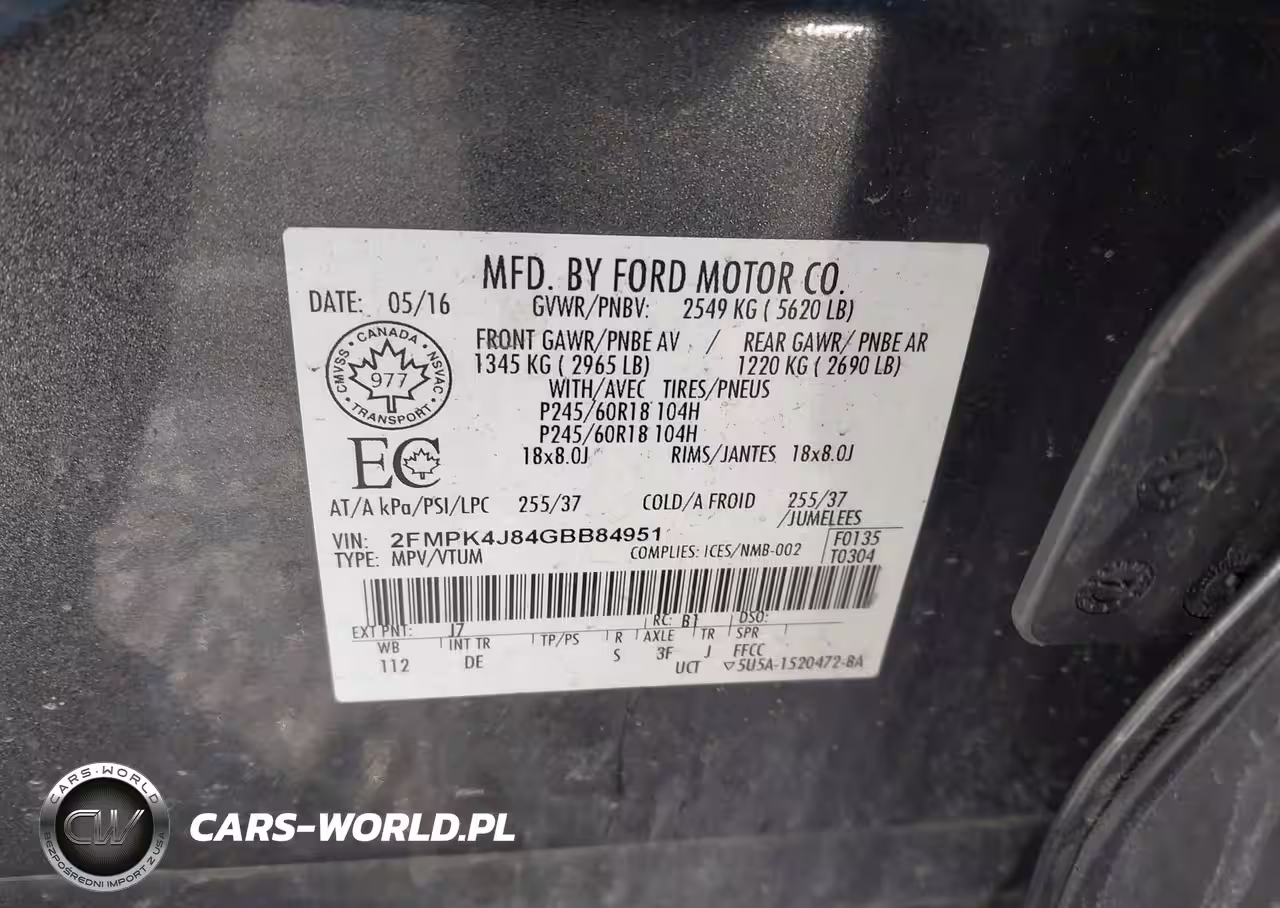 MFD. BY FORD MOTOR CO.
DATE: 05/16 GVWR/PNBV: 2549 KG ( 5620 LB)
FRONT GAWR/PNBE AV / REAR GAWR/ PNBE AR
1345 KG ( 2965 LB) 1220 KG ( 2690 LB)
WITH/AVEC TIRES/PNEUS
P245/60R18 104H
P245/60R18 104H
18x8.0J RIMS/JANTES 18x8.0J
CANADA
CMVSS NSVAC
977
TRANSPORT
EC
AT/A kPa/PSI/LPC 255/37 COLD/A FROID 255/37
/JUMELEES
VIN: 2FMPK4J84GBB84951
TYPE: MPV/VTUM COMPLIES: ICES/NMB-002
F0135
T0304
EXT PNT: J7 RC: B1 DSO:
WB INT TR TP/PS R AXLE TR SPR
112 DE S 3F J FFCC
UCT ▽5U5A-1520472-BA
CARS-WORLD
CW
BEZPOŚREDNI IMPORT Z USA
CARS-WORLD.PL